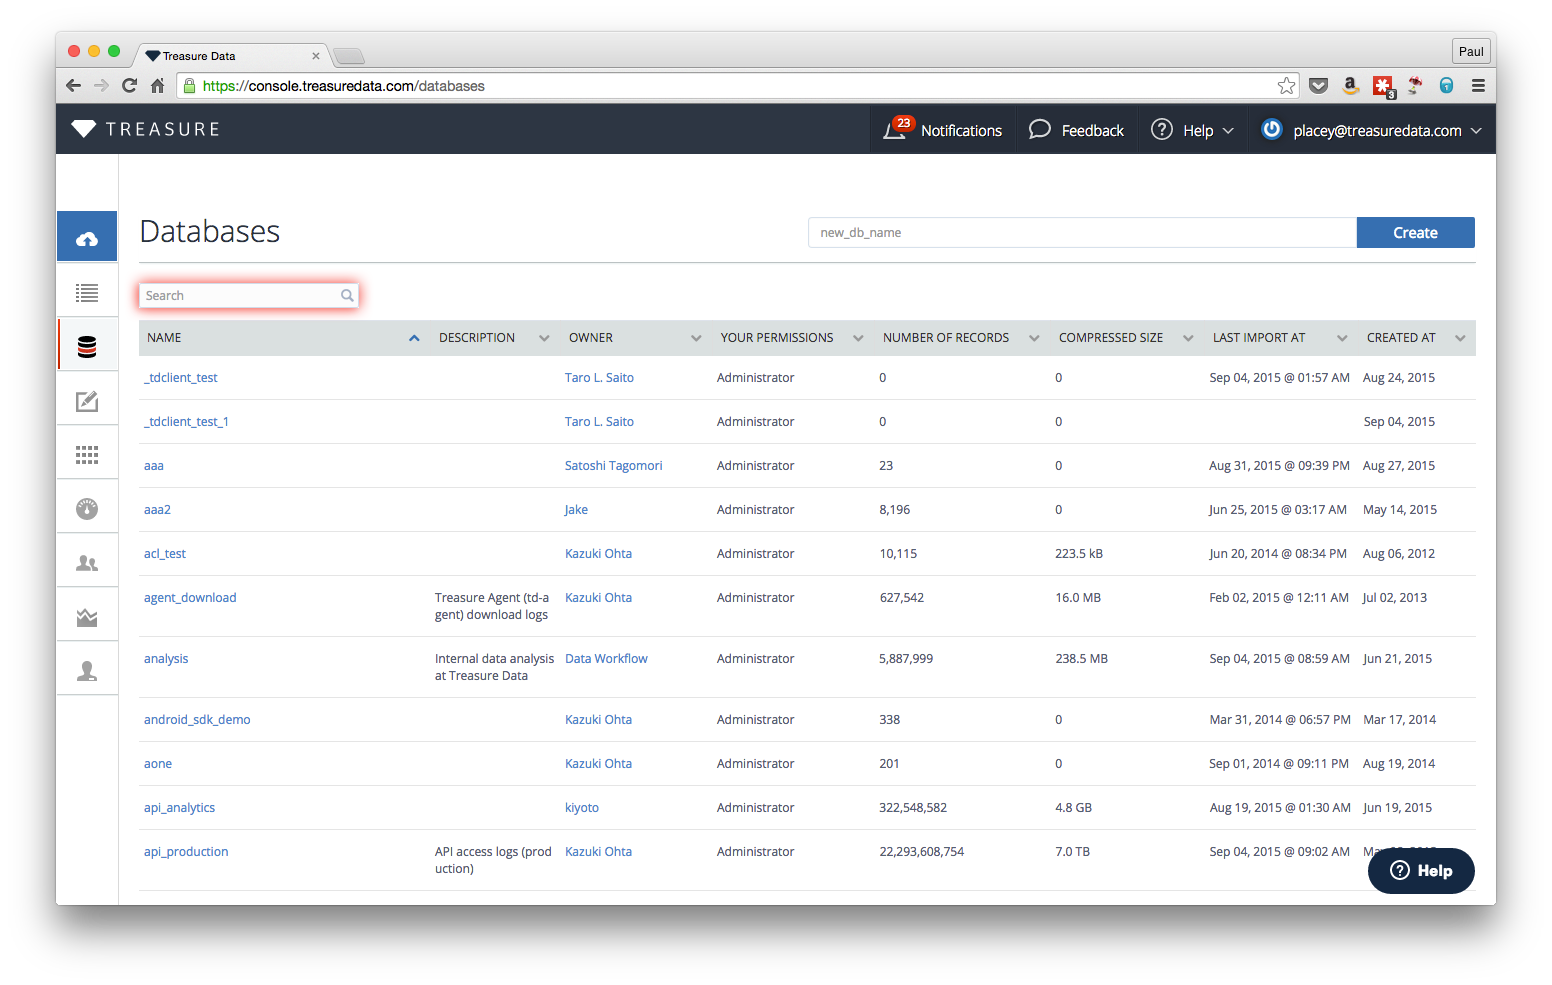 Treasure Data
Paul
https://console.treasuredata.com/databases
3
TREASURE
23 Notifications
Feedback
Help
placey@treasuredata.com
Databases
new_db_name
Create
Search
NAME DESCRIPTION OWNER YOUR PERMISSIONS NUMBER OF RECORDS COMPRESSED SIZE LAST IMPORT AT CREATED AT
_tdclient_test Taro L. Saito Administrator 0 0 Sep 04, 2015 @ 01:57 AM Aug 24, 2015
_tdclient_test_1 Taro L. Saito Administrator 0 0 Sep 04, 2015
aaa Satoshi Tagomori Administrator 23 0 Aug 31, 2015 @ 09:39 PM Aug 27, 2015
aaa2 Jake Administrator 8,196 0 Jun 25, 2015 @ 03:17 AM May 14, 2015
acl_test Kazuki Ohta Administrator 10,115 223.5 kB Jun 20, 2014 @ 08:34 PM Aug 06, 2012
agent_download Treasure Agent (td-a Kazuki Ohta Administrator 627,542 16.0 MB Feb 02, 2015 @ 12:11 AM Jul 02, 2013
gent) download logs
analysis Internal data analysis Data Workflow Administrator 5,887,999 238.5 MB Sep 04, 2015 @ 08:59 AM Jun 21, 2015
at Treasure Data
android_sdk_demo Kazuki Ohta Administrator 338 0 Mar 31, 2014 @ 06:57 PM Mar 17, 2014
aone Kazuki Ohta Administrator 201 0 Sep 01, 2014 @ 09:11 PM Aug 19, 2014
api_analytics kiyoto Administrator 322,548,582 4.8 GB Aug 19, 2015 @ 01:30 AM Jun 19, 2015
api_production API access logs (prod Kazuki Ohta Administrator 22,293,608,754 7.0 TB Sep 04, 2015 @ 09:02 AM
uction)
Help